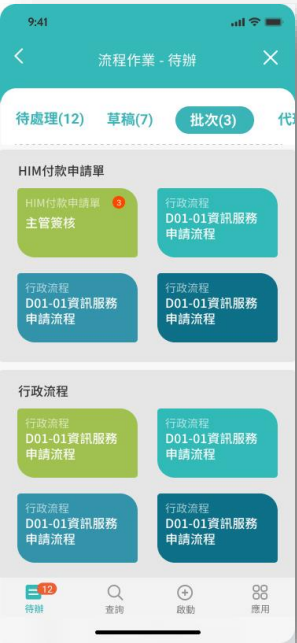 9:41
流程作業 - 待辦
待處理(12) 草稿(7) 批次(3)
HIM付款申請單
HIM付款申請單 3
主管簽核
行政流程
D01-01資訊服務
申請流程
行政流程
D01-01資訊服務
申請流程
行政流程
D01-01資訊服務
申請流程
行政流程
行政流程
D01-01資訊服務
申請流程
行政流程
D01-01資訊服務
申請流程
行政流程
D01-01資訊服務
申請流程
行政流程
D01-01資訊服務
申請流程
12
待辦 查詢 啟動 應用